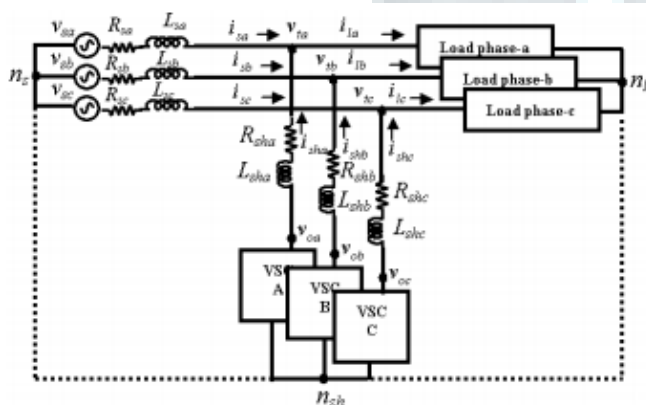 v_sa R_sa L_sa i_sa v_ta i_la Load phase-a
n_s v_sb R_sb L_sb i_sb v_tb i_lb Load phase-b
v_sc R_sc L_sc i_sc v_tc i_lc Load phase-c
R_sha i_sha i_shb i_shc
L_sha R_shb R_shc
L_shb L_shc
v_oa v_ob v_oc
VSC A
VSC B
VSC C
n_sh